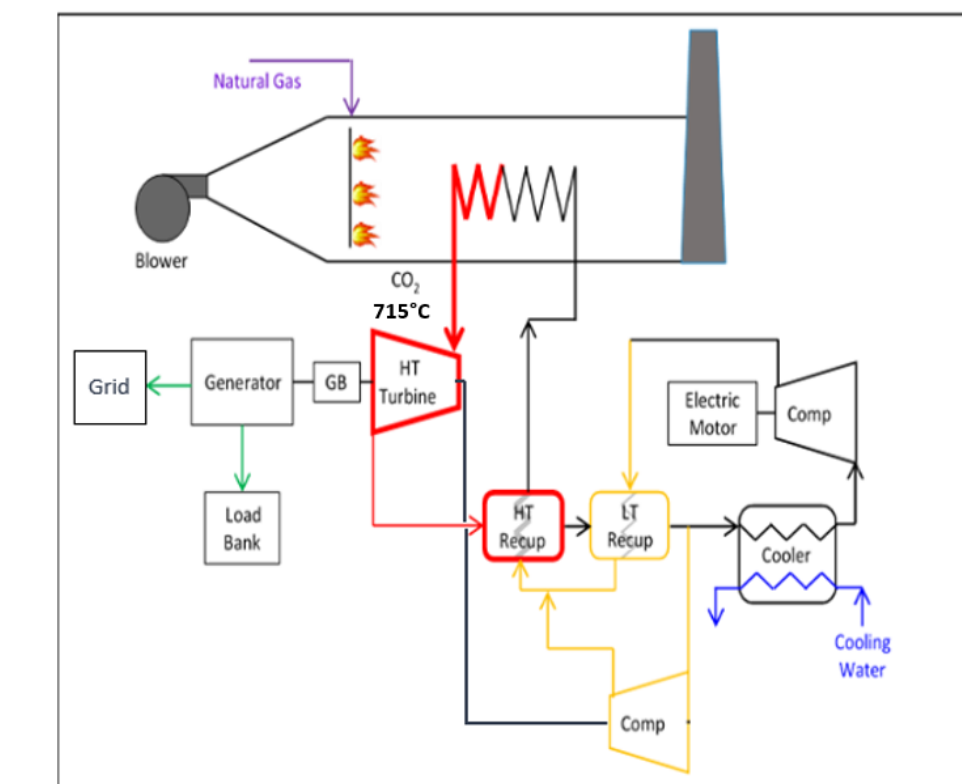 Natural Gas
Blower
CO₂
715°C
Grid
Generator
GB
HT
Turbine
Electric
Motor
Comp
Load
Bank
HT
Recup
LT
Recup
Cooler
Cooling
Water
Comp